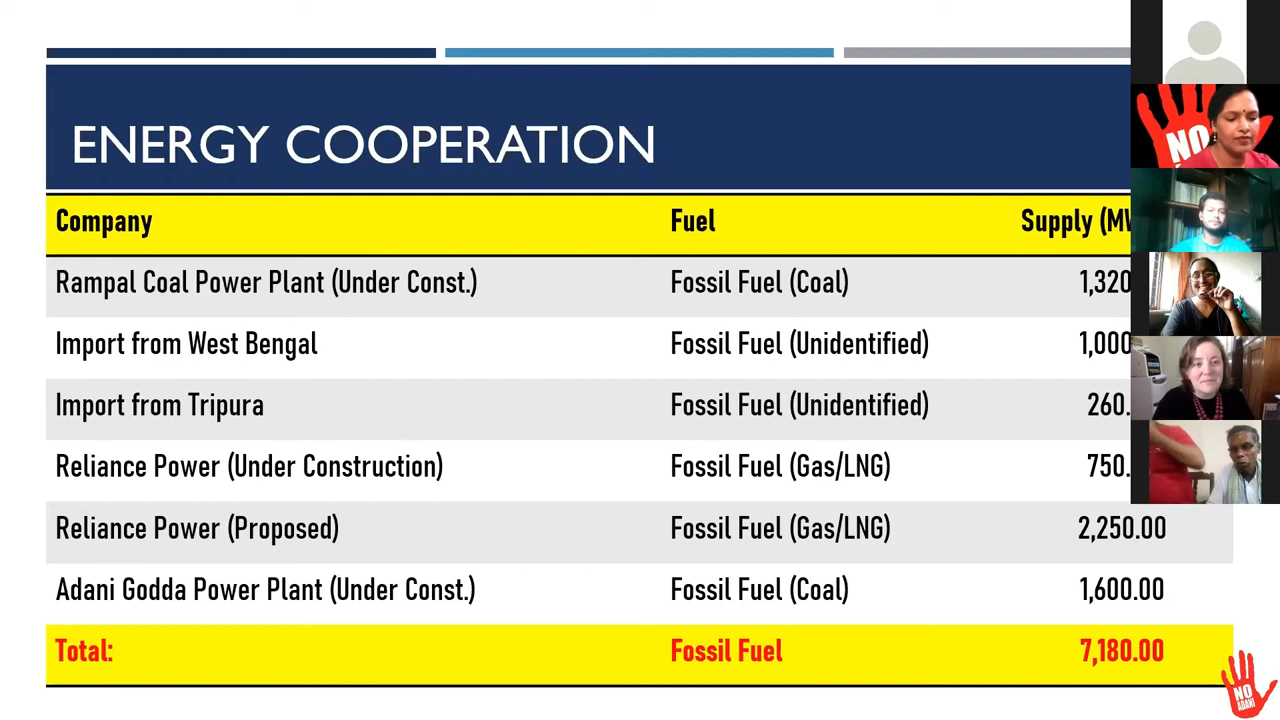 ENERGY COOPERATION
Company Fuel Supply (MW
Rampal Coal Power Plant (Under Const.) Fossil Fuel (Coal) 1,320
Import from West Bengal Fossil Fuel (Unidentified) 1,000
Import from Tripura Fossil Fuel (Unidentified) 260.
Reliance Power (Under Construction) Fossil Fuel (Gas/LNG) 750.
Reliance Power (Proposed) Fossil Fuel (Gas/LNG) 2,250.00
Adani Godda Power Plant (Under Const.) Fossil Fuel (Coal) 1,600.00
Total: Fossil Fuel 7,180.00
NO
NO
ADANI